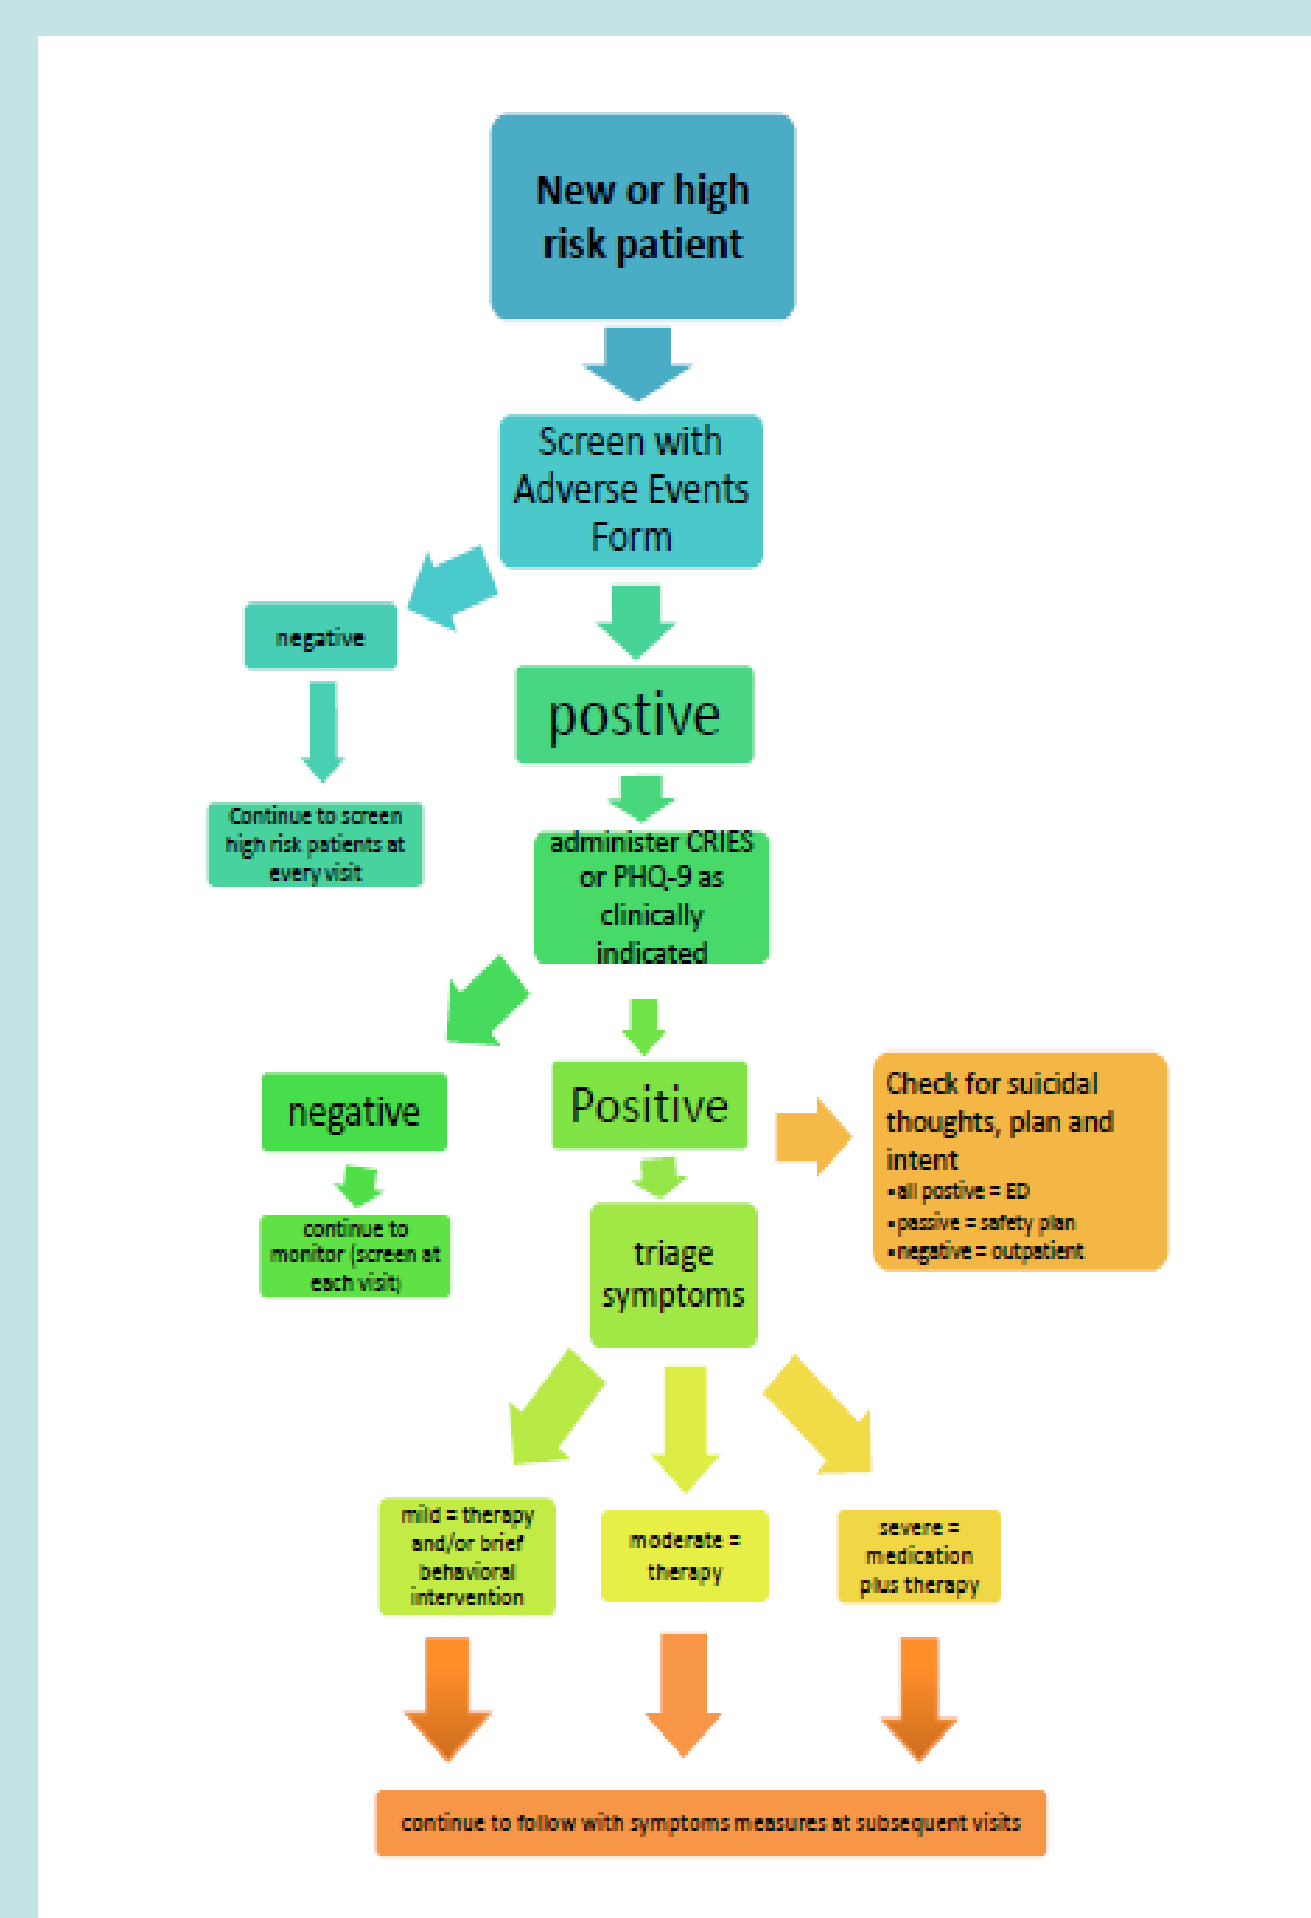 New or high
risk patient
Screen with
Adverse Events
Form
negative
postive
Continue to screen
high risk patients at
every visit
administer CRIES
or PHQ-9 as
clinically
indicated
negative
Positive
Check for suicidal
thoughts, plan and
intent
▪all postive = ED
▪passive = safety plan
▪negative = outpatient
continue to
monitor (screen at
each visit)
triage
symptoms
mild = therapy
and/or brief
behavioral
intervention
moderate =
therapy
severe =
medication
plus therapy
continue to follow with symptoms measures at subsequent visits